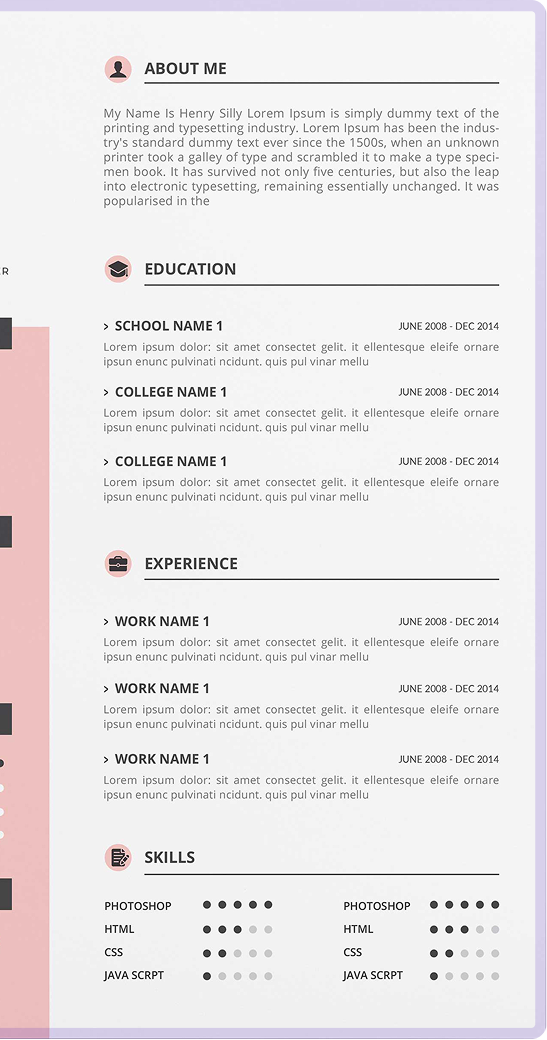 ABOUT ME
My Name Is Henry Silly Lorem Ipsum is simply dummy text of the
printing and typesetting industry. Lorem Ipsum has been the indus-
try's standard dummy text ever since the 1500s, when an unknown
printer took a galley of type and scrambled it to make a type speci-
men book. It has survived not only five centuries, but also the leap
into electronic typesetting, remaining essentially unchanged. It was
popularised in the
ER
EDUCATION
> SCHOOL NAME 1 JUNE 2008 - DEC 2014
Lorem ipsum dolor: sit amet consectet gelit. it ellentesque eleife ornare
ipsun enunc pulvinati ncidunt. quis pul vinar mellu
> COLLEGE NAME 1 JUNE 2008 - DEC 2014
Lorem ipsum dolor: sit amet consectet gelit. it ellentesque eleife ornare
ipsun enunc pulvinati ncidunt. quis pul vinar mellu
> COLLEGE NAME 1 JUNE 2008 - DEC 2014
Lorem ipsum dolor: sit amet consectet gelit. it ellentesque eleife ornare
ipsun enunc pulvinati ncidunt. quis pul vinar mellu
EXPERIENCE
> WORK NAME 1 JUNE 2008 - DEC 2014
Lorem ipsum dolor: sit amet consectet gelit. it ellentesque eleife ornare
ipsun enunc pulvinati ncidunt. quis pul vinar mellu
> WORK NAME 1 JUNE 2008 - DEC 2014
Lorem ipsum dolor: sit amet consectet gelit. it ellentesque eleife ornare
ipsun enunc pulvinati ncidunt. quis pul vinar mellu
> WORK NAME 1 JUNE 2008 - DEC 2014
Lorem ipsum dolor: sit amet consectet gelit. it ellentesque eleife ornare
ipsun enunc pulvinati ncidunt. quis pul vinar mellu
SKILLS
PHOTOSHOP PHOTOSHOP
HTML HTML
CSS CSS
JAVA SCRPT JAVA SCRPT